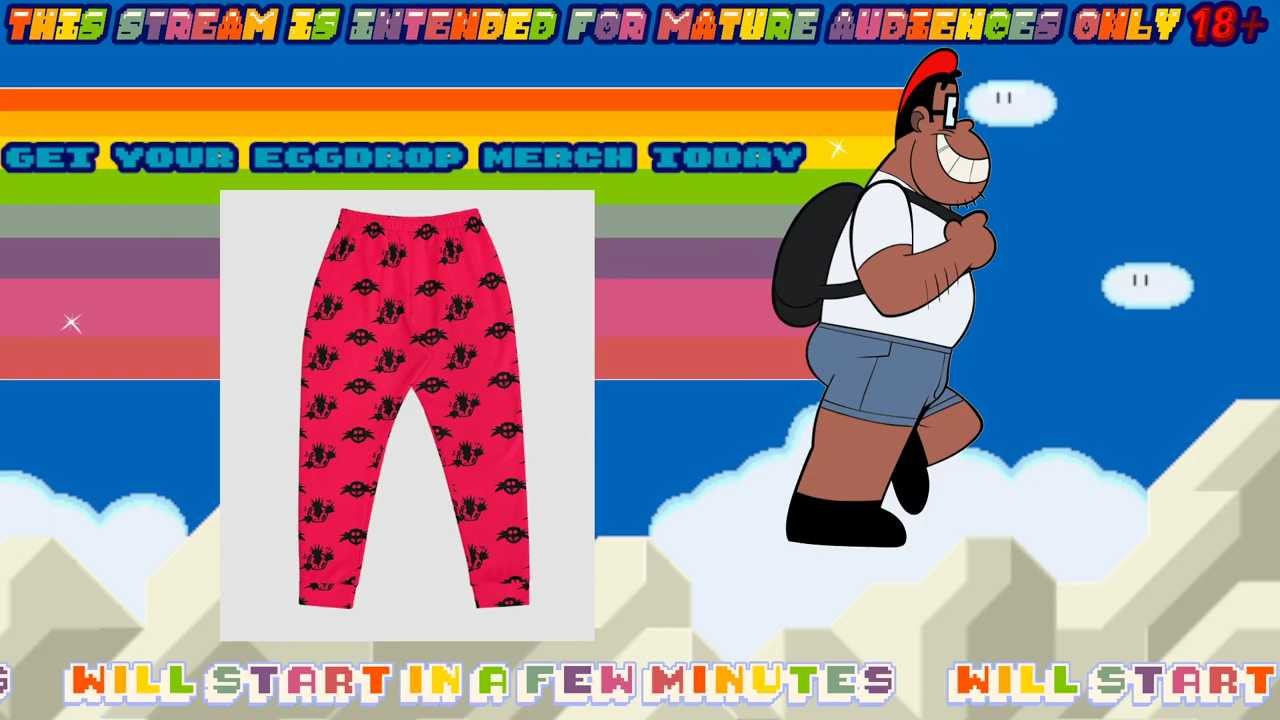 THIS STREAM IS INTENDED FOR MATURE AUDIENCES ONLY 18+
GET YOUR EGGDROP MERCH TODAY
S WILL START IN A FEW MINUTES WILL START